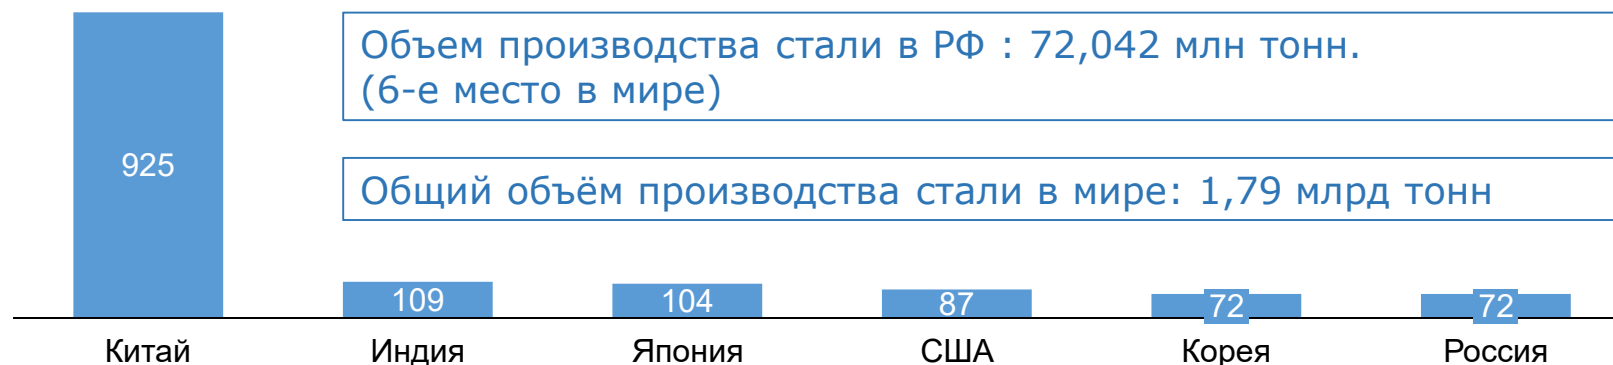 Объем производства стали в РФ : 72,042 млн тонн.
(6-е место в мире)
925
Общий объём производства стали в мире: 1,79 млрд тонн
109 104 87 72 72
Китай Индия Япония США Корея Россия